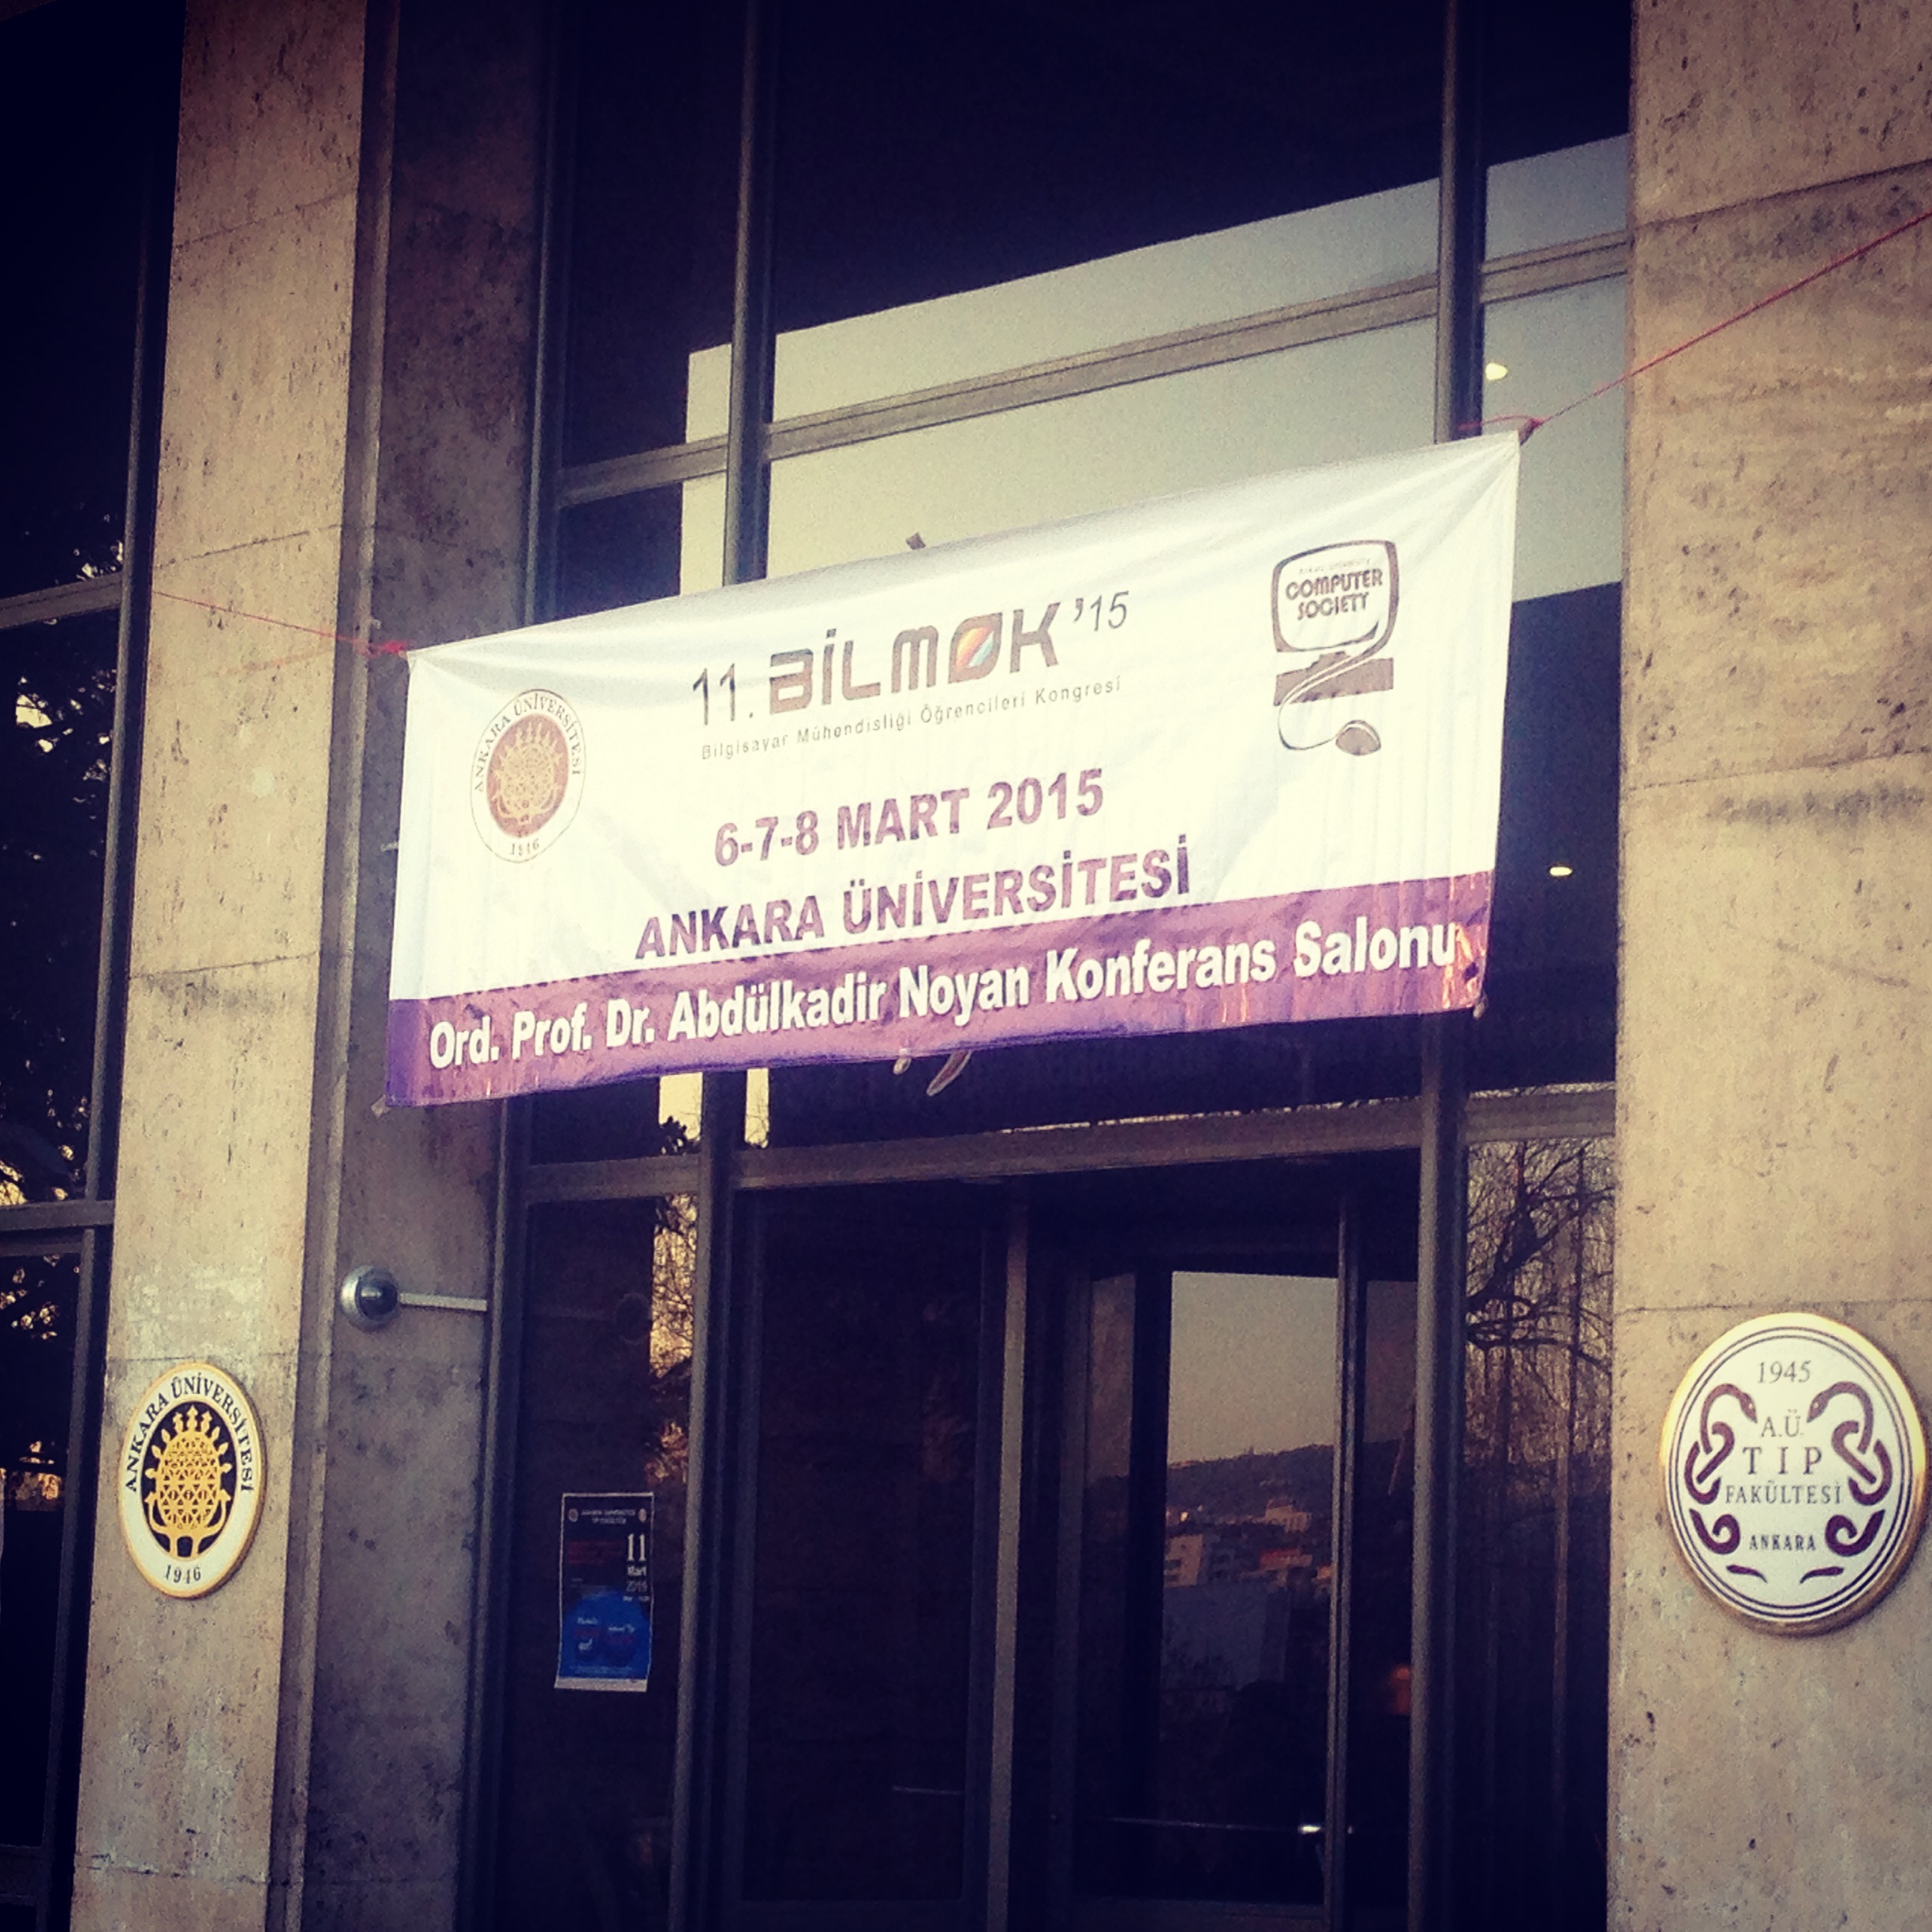 11. BİLMØK '15
Bilgisayar Mühendisliği Öğrencileri Kongresi
COMPUTER
SOCIETY
ANKARA ÜNİVERSİTESİ
1946
6-7-8 MART 2015
ANKARA ÜNİVERSİTESİ
Ord. Prof. Dr. Abdülkadir Noyan Konferans Salonu
ANKARA ÜNİVERSİTESİ
1946
11
Mart
1945
A.Ü.
TIP
FAKÜLTESİ
ANKARA